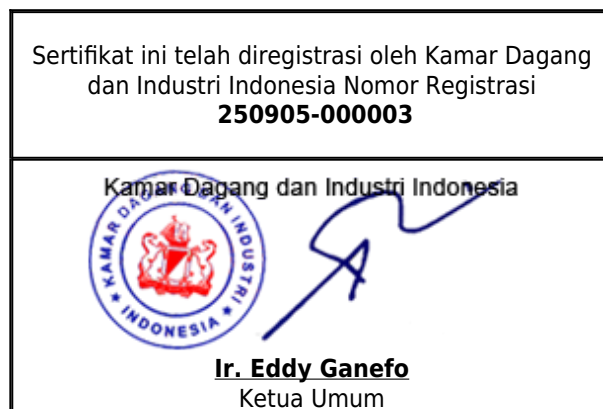 Sertifikat ini telah diregistrasi oleh Kamar Dagang
dan Industri Indonesia Nomor Registrasi
250905-000003
Kamar Dagang dan Industri Indonesia
KAMAR DAGANG DAN INDUSTRI
INDONESIA
Ir. Eddy Ganefo
Ketua Umum